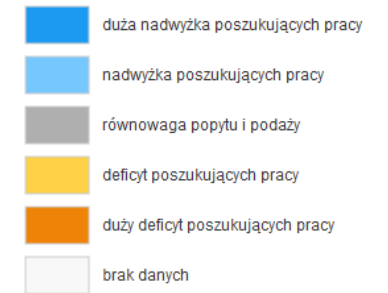 duża nadwyżka poszukujących pracy
nadwyżka poszukujących pracy
równowaga popytu i podaży
deficyt poszukujących pracy
duży deficyt poszukujących pracy
brak danych